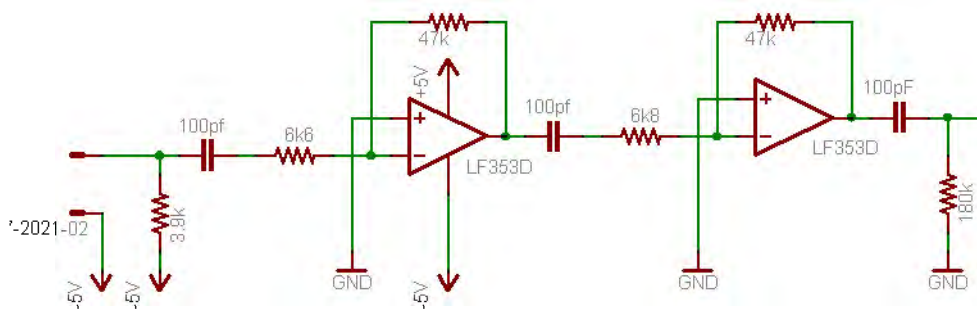 47k
47k
+5V
100pf
6k6
LF353D
100pf
6k8
LF353D
100pF
7-2021-02
3.9k
180k
-5V
-5V
GND
-5V
GND
GND